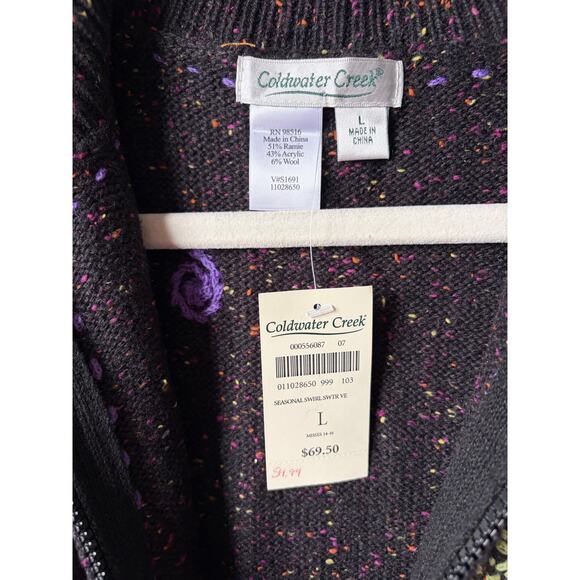 Coldwater Creek®
L
MADE IN
CHINA
RN 98516
Made in China
51% Ramie
43% Acrylic
6% Wool
V#S1691
11028650
Coldwater Creek®
000556087 07
011028650 999 103
SEASONAL SWIRL SWTR VE
L
MISSES 14-16
$69.50